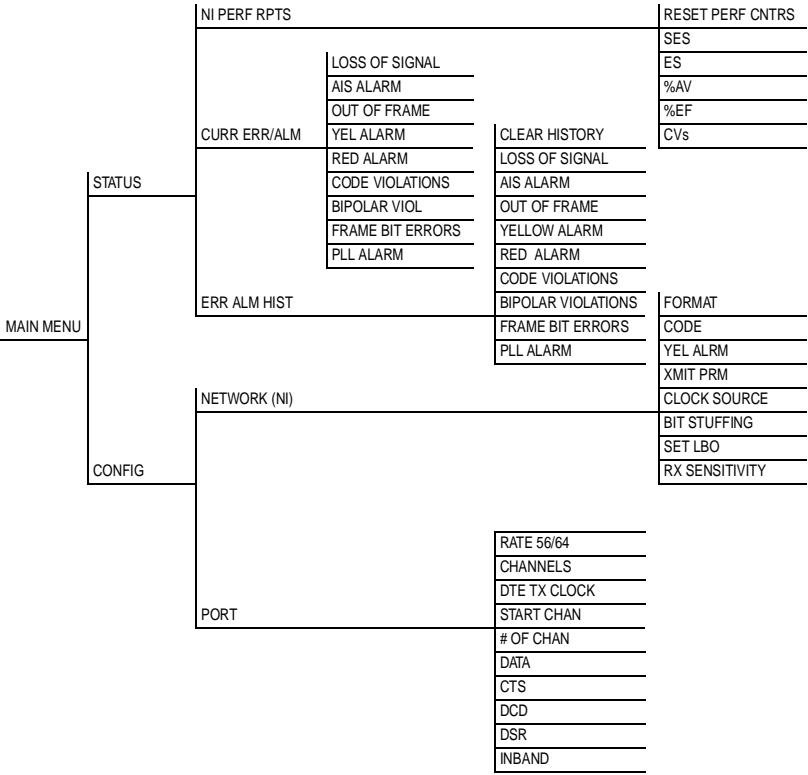 MAIN MENU
STATUS
NI PERF RPTS
RESET PERF CNTRS
SES
ES
%AV
%EF
CVs
CURR ERR/ALM
LOSS OF SIGNAL
AIS ALARM
OUT OF FRAME
YEL ALARM
RED ALARM
CODE VIOLATIONS
BIPOLAR VIOL
FRAME BIT ERRORS
PLL ALARM
ERR ALM HIST
CLEAR HISTORY
LOSS OF SIGNAL
AIS ALARM
OUT OF FRAME
YELLOW ALARM
RED ALARM
CODE VIOLATIONS
BIPOLAR VIOLATIONS
FRAME BIT ERRORS
PLL ALARM
CONFIG
NETWORK (NI)
FORMAT
CODE
YEL ALRM
XMIT PRM
CLOCK SOURCE
BIT STUFFING
SET LBO
RX SENSITIVITY
PORT
RATE 56/64
CHANNELS
DTE TX CLOCK
START CHAN
# OF CHAN
DATA
CTS
DCD
DSR
INBAND